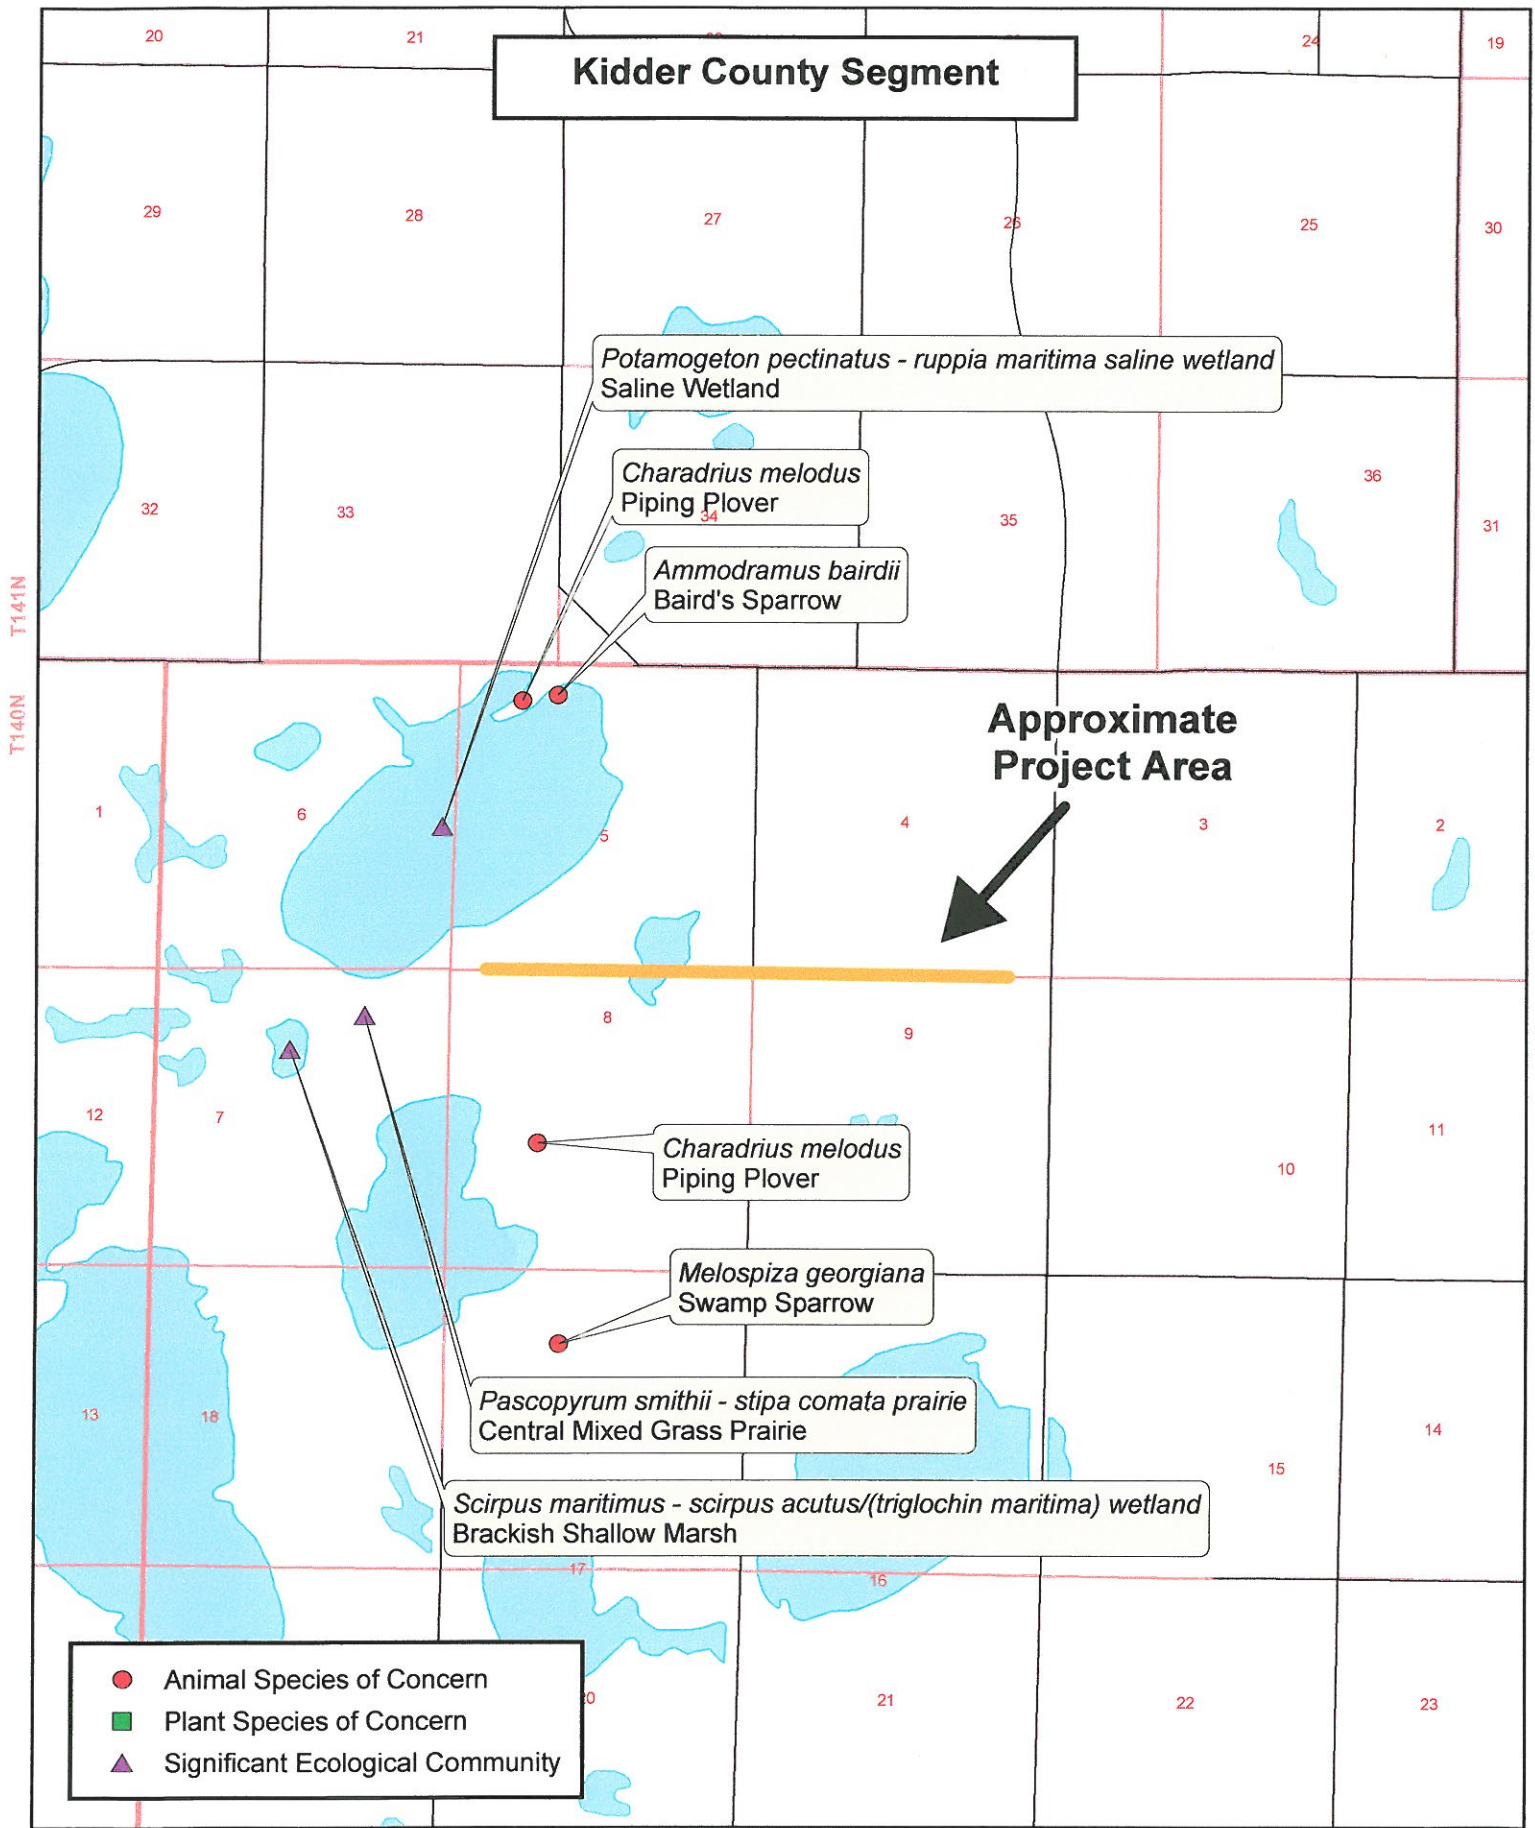 20
21
24
19
Kidder County Segment
29
28
27
26
25
30
Potamogeton pectinatus - ruppia maritima saline wetland
Saline Wetland
Charadrius melodus
Piping Plover
34
32
33
35
36
31
Ammodramus bairdii
Baird's Sparrow
T141N
T140N
Approximate
Project Area
1
6
5
4
3
2
8
9
12
7
10
11
Charadrius melodus
Piping Plover
Melospiza georgiana
Swamp Sparrow
Pascopyrum smithii - stipa comata prairie
Central Mixed Grass Prairie
13
18
15
14
Scirpus maritimus - scirpus acutus/(triglochin maritima) wetland
Brackish Shallow Marsh
17
16
20
21
22
23
Animal Species of Concern
Plant Species of Concern
Significant Ecological Community